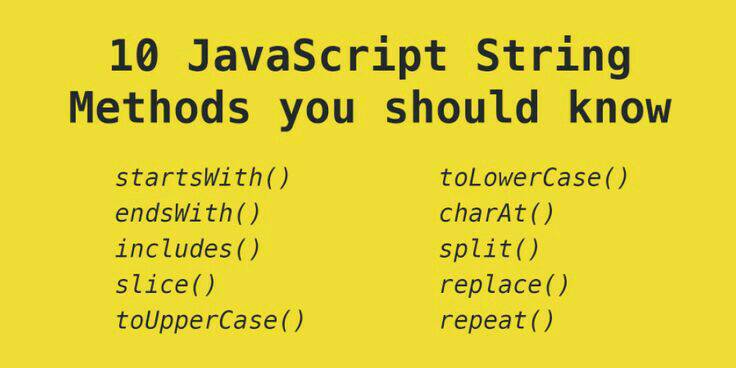 10 JavaScript String
Methods you should know
startsWith()
endsWith()
includes()
slice()
toUpperCase()
toLowerCase()
charAt()
split()
replace()
repeat()